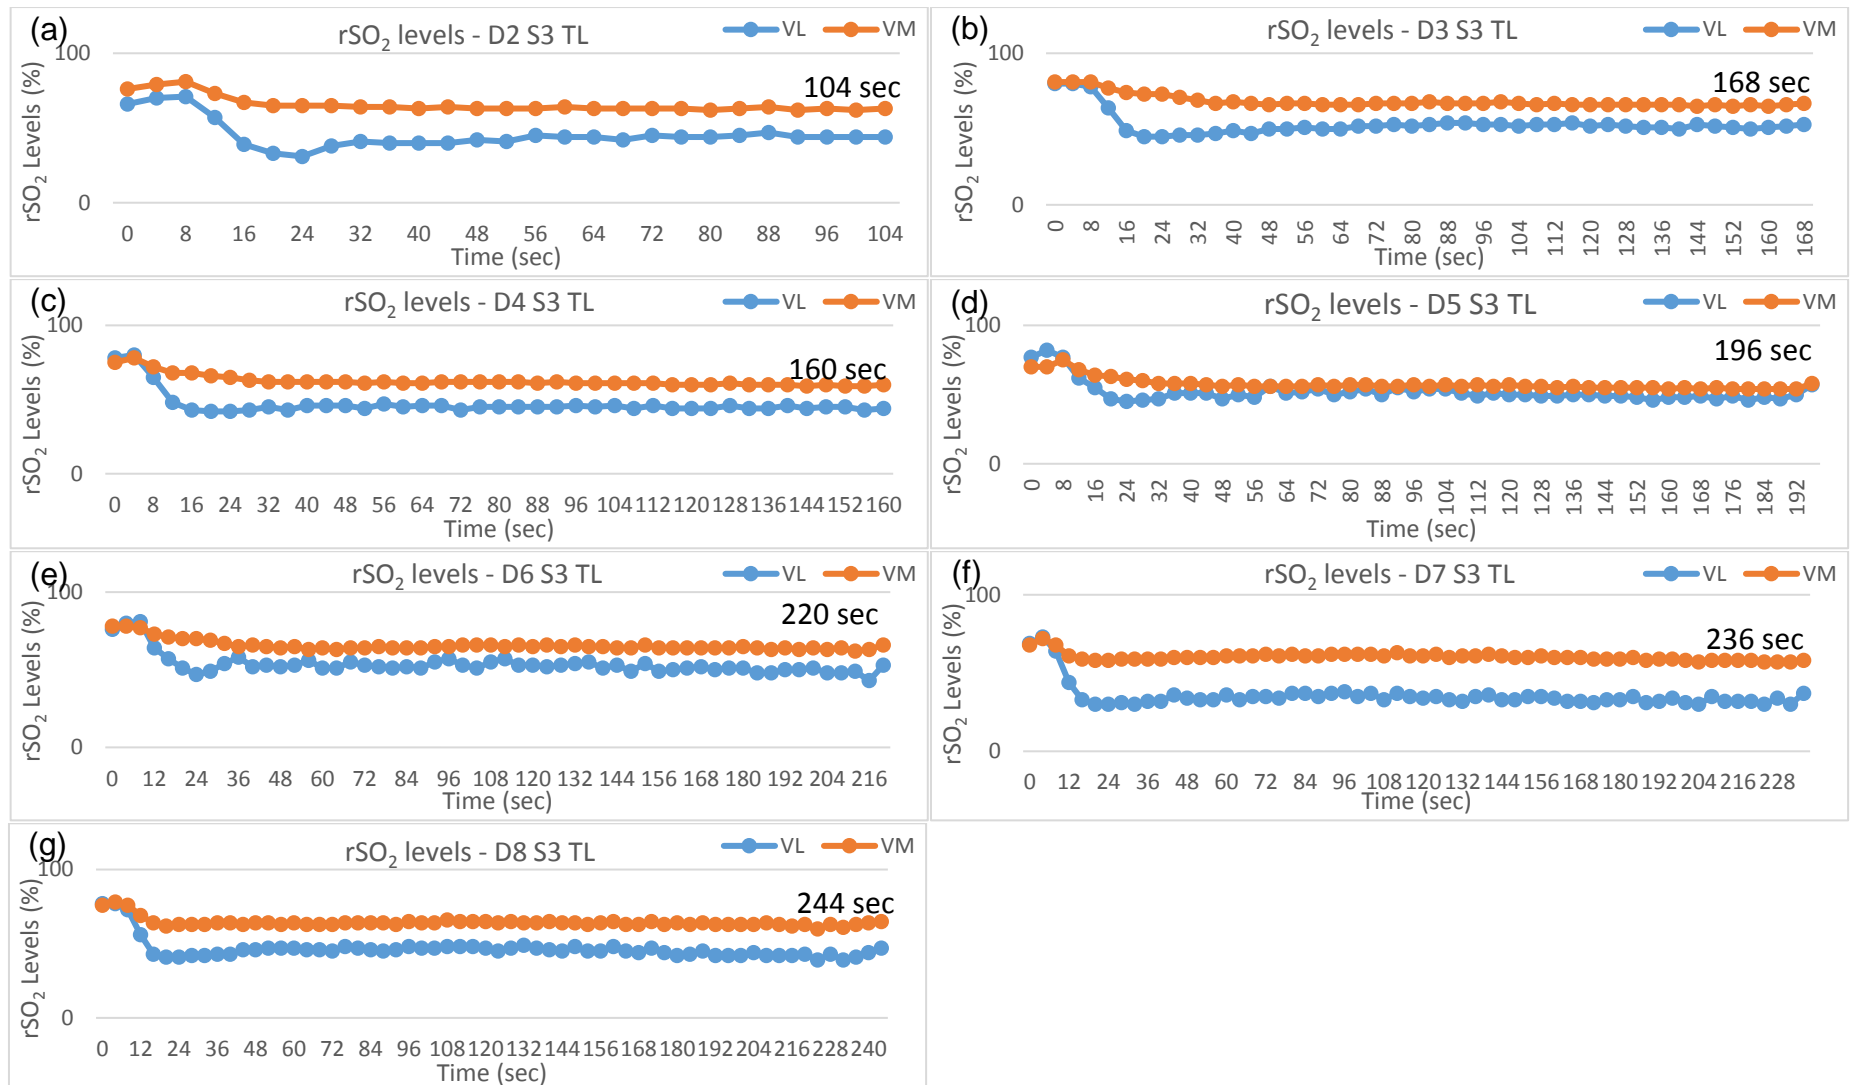 (a)
rSO2 levels - D2 S3 TL
VL VM
100
104 sec
rSO2 Levels (%)
0
0 8 16 24 32 40 48 56 64 72 80 88 96 104
Time (sec)
(b)
rSO2 levels - D3 S3 TL
VL VM
100
168 sec
rSO2 Levels (%)
0
0 8 16 24 32 40 48 56 64 72 80 88 96 104 112 120 128 136 144 152 160 168
Time (sec)
(c)
rSO2 levels - D4 S3 TL
VL VM
100
160 sec
rSO2 Levels (%)
0
0 8 16 24 32 40 48 56 64 72 80 88 96 104 112 120 128 136 144 152 160
Time (sec)
(d)
rSO2 levels - D5 S3 TL
VL VM
100
196 sec
rSO2 Levels (%)
0
0 8 16 24 32 40 48 56 64 72 80 88 96 104 112 120 128 136 144 152 160 168 176 184 192
Time (sec)
(e)
rSO2 levels - D6 S3 TL
VL VM
100
220 sec
rSO2 Levels (%)
0
0 12 24 36 48 60 72 84 96 108 120 132 144 156 168 180 192 204 216
Time (sec)
(f)
rSO2 levels - D7 S3 TL
VL VM
100
236 sec
rSO2 Levels (%)
0
0 12 24 36 48 60 72 84 96 108 120 132 144 156 168 180 192 204 216 228
Time (sec)
(g)
rSO2 levels - D8 S3 TL
VL VM
100
244 sec
rSO2 Levels (%)
0
0 12 24 36 48 60 72 84 96 108 120 132 144 156 168 180 192 204 216 228 240
Time (sec)